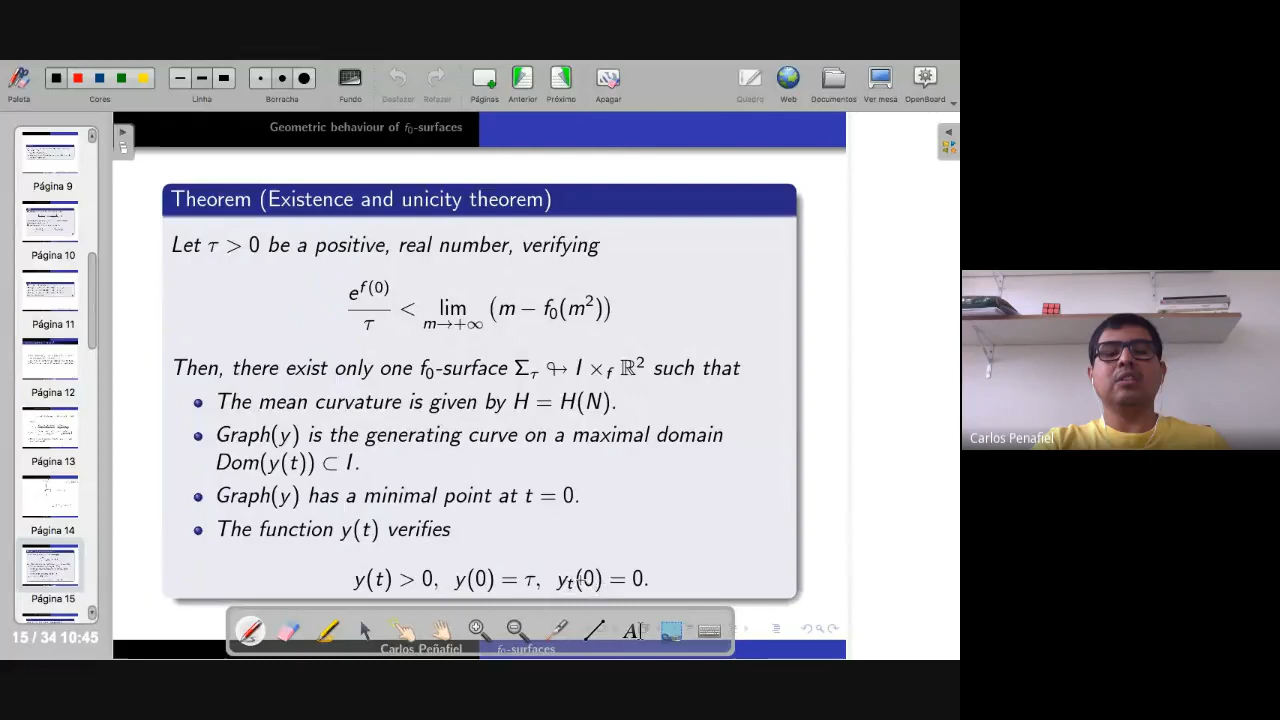 Paleta
Cores
Linha
Borracha
Fundo
Desfazer
Refazer
Páginas
Anterior
Próximo
Apagar
Quadro
Web
Documentos
Ver mesa
OpenBoard
Geometric behaviour of f₀-surfaces
Página 9
Página 10
Página 11
Página 12
Página 13
Página 14
Página 15
15 / 34 10:45
Theorem (Existence and unicity theorem)
Let τ > 0 be a positive, real number, verifying
e^{f(0)}/τ < lim_{m→+∞} (m − f₀(m²))
Then, there exist only one f₀-surface Σ_τ ↬ I ×_f ℝ² such that
The mean curvature is given by H = H(N).
Graph(y) is the generating curve on a maximal domain
Dom(y(t)) ⊂ I.
Graph(y) has a minimal point at t = 0.
The function y(t) verifies
y(t) > 0, y(0) = τ, y_t(0) = 0.
Carlos Peñafiel
f₀-surfaces
Carlos Penafiel